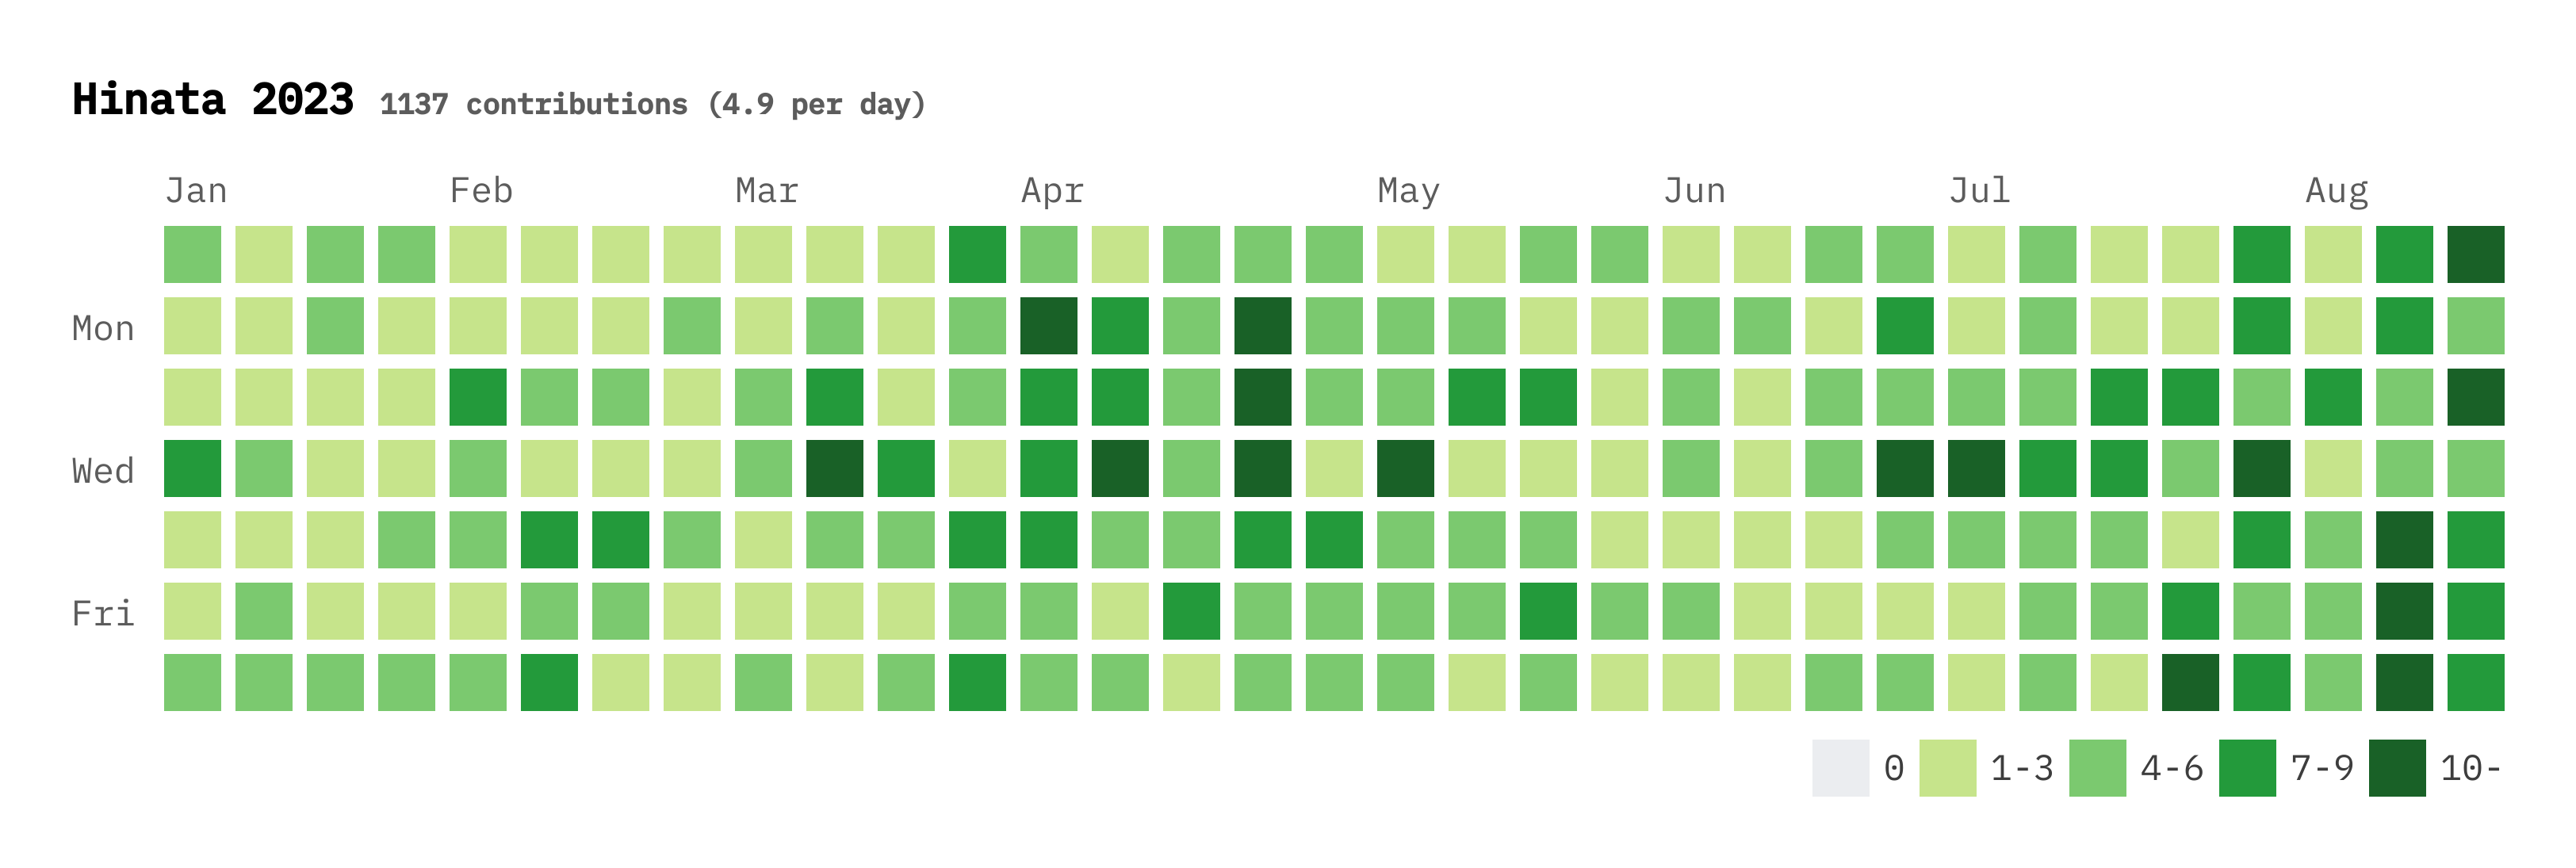 Hinata 2023 1137 contributions (4.9 per day)
Jan Feb Mar Apr May Jun Jul Aug
Mon
Wed
Fri
0 1-3 4-6 7-9 10-